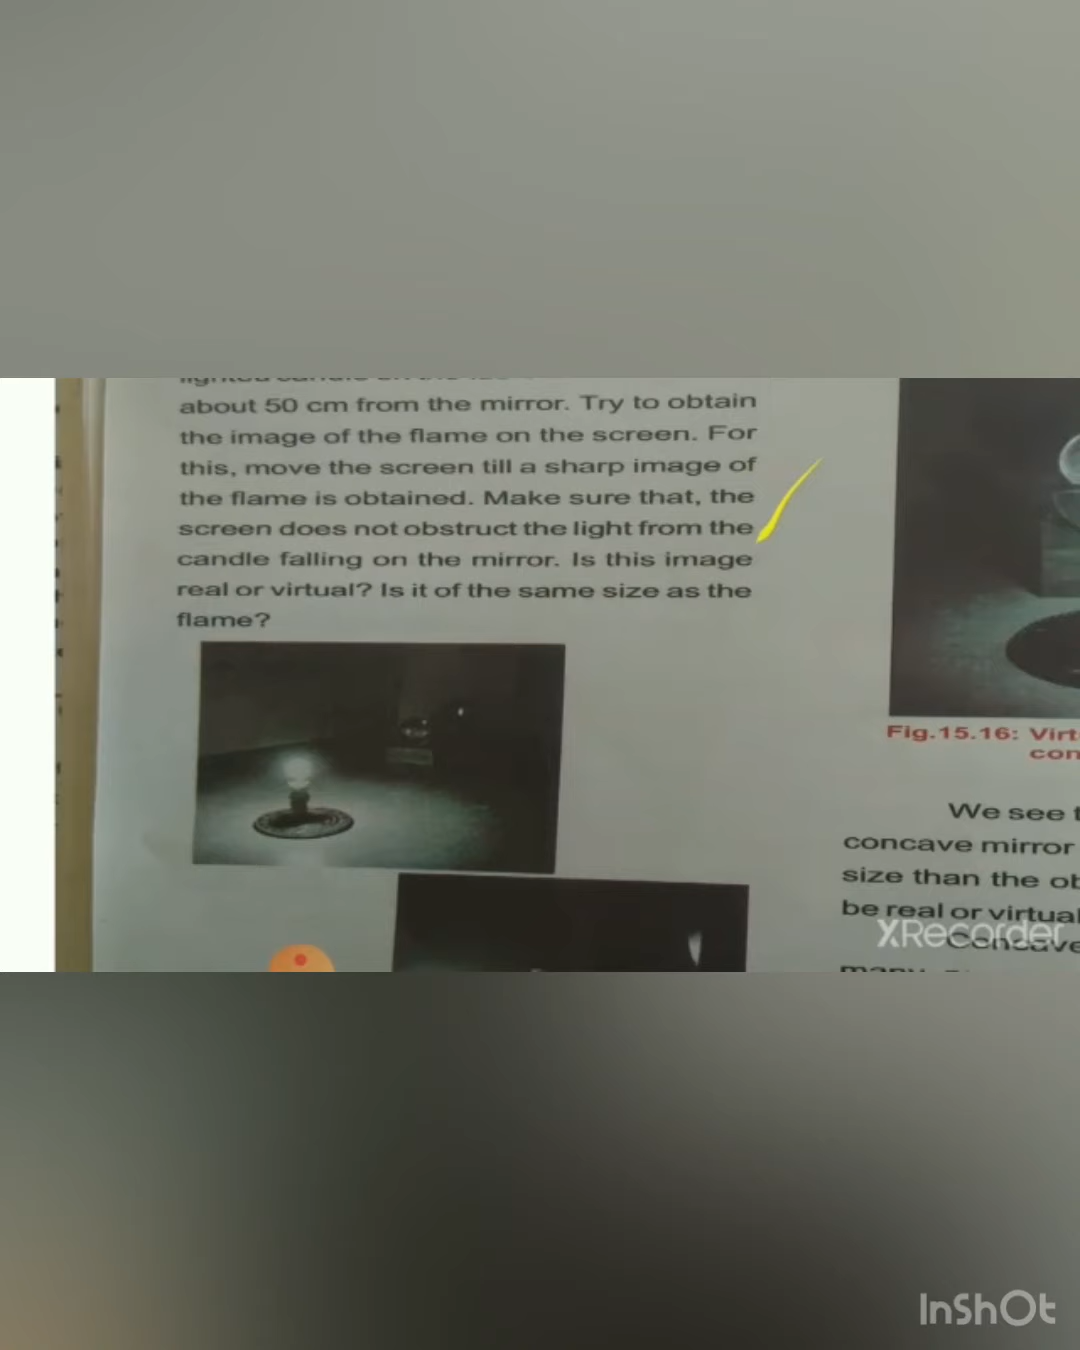 about 50 cm from the mirror. Try to obtain
the image of the flame on the screen. For
this, move the screen till a sharp image of
the flame is obtained. Make sure that, the
screen does not obstruct the light from the
candle falling on the mirror. Is this image
real or virtual? Is it of the same size as the
flame?
Fig.15.16:
We see
concave mirror
size than the
be real or virtual
XRecorder
InShOt